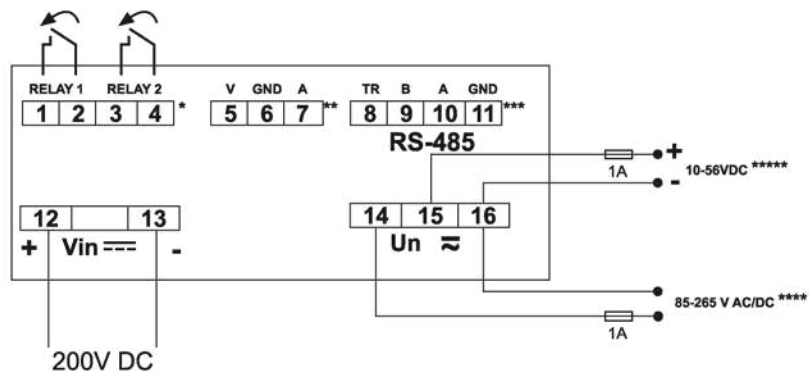 RELAY 1 RELAY 2 V GND A TR B A GND
1 2 3 4 * 5 6 7 ** 8 9 10 11 ***
RS-485
+
1A
10-56VDC *****
-
12 13
14 15 16
+ Vin -
Un
85-265 V AC/DC ****
1A
200V DC